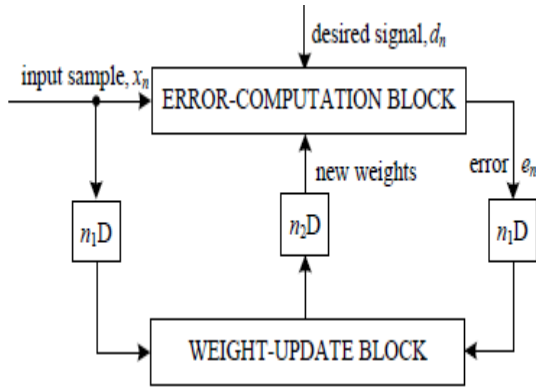 desired signal, dₙ
input sample, xₙ
ERROR-COMPUTATION BLOCK
new weights
error eₙ
n₁D
n₂D
n₁D
WEIGHT-UPDATE BLOCK